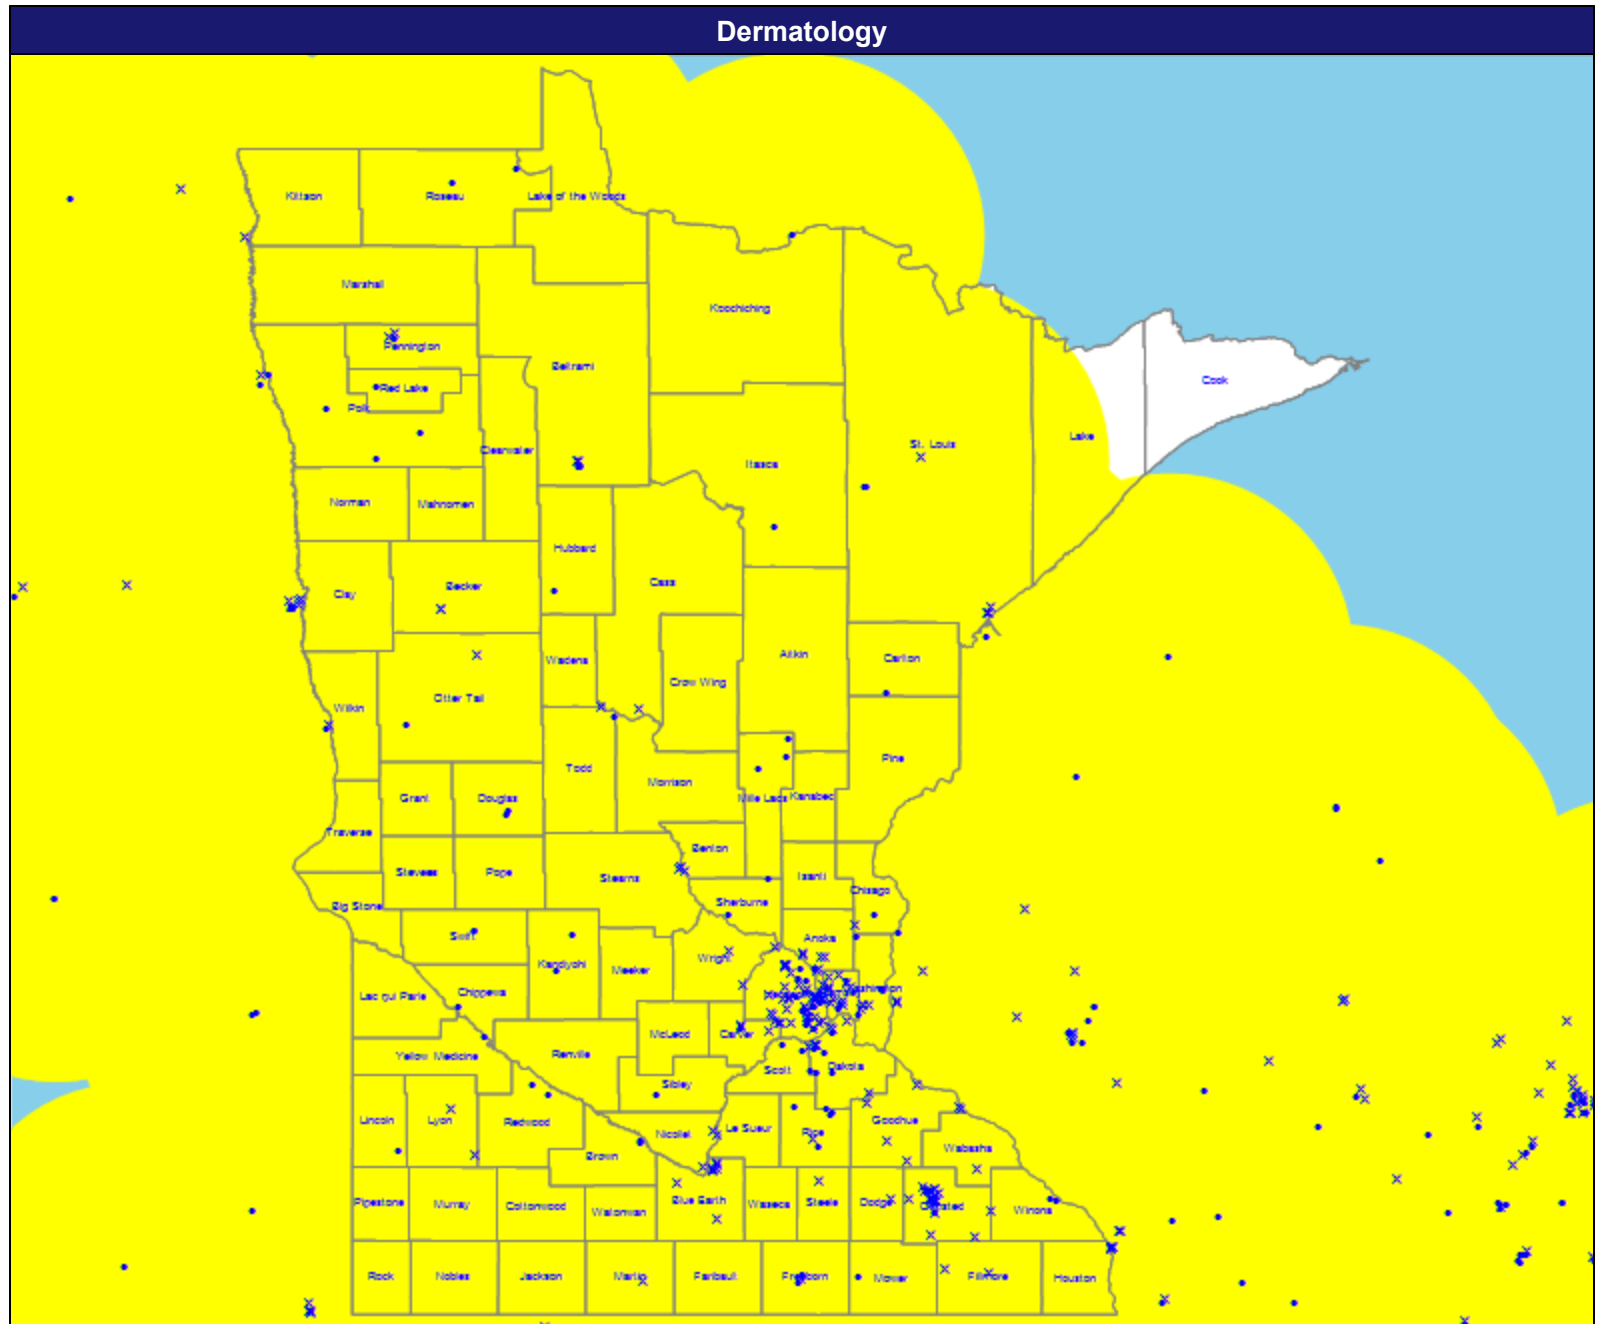 Dermatology
Kittson
Roseau
Lake of the Woods
Marshall
Koochiching
Pennington
Beltrami
Cook
Red Lake
Polk
Lake
St. Louis
Clearwater
Itasca
Norman
Mahnomen
Hubbard
Cass
Becker
Clay
Aitkin
Carlton
Wadena
Crow Wing
Otter Tail
Wilkin
Pine
Todd
Morrison
Grant
Douglas
Mille Lacs
Kanabec
Traverse
Benton
Stevens
Pope
Stearns
Isanti
Chisago
Sherburne
Big Stone
Swift
Anoka
Wright
Kandiyohi
Meeker
Washington
Chippewa
Lac qui Parle
McLeod
Carver
Renville
Yellow Medicine
Dakota
Scott
Sibley
Lincoln
Lyon
Redwood
Goodhue
Le Sueur
Rice
Nicollet
Wabasha
Brown
Blue Earth
Pipestone
Murray
Cottonwood
Watonwan
Waseca
Steele
Dodge
Olmsted
Winona
Rock
Nobles
Jackson
Martin
Faribault
Freeborn
Mower
Fillmore
Houston